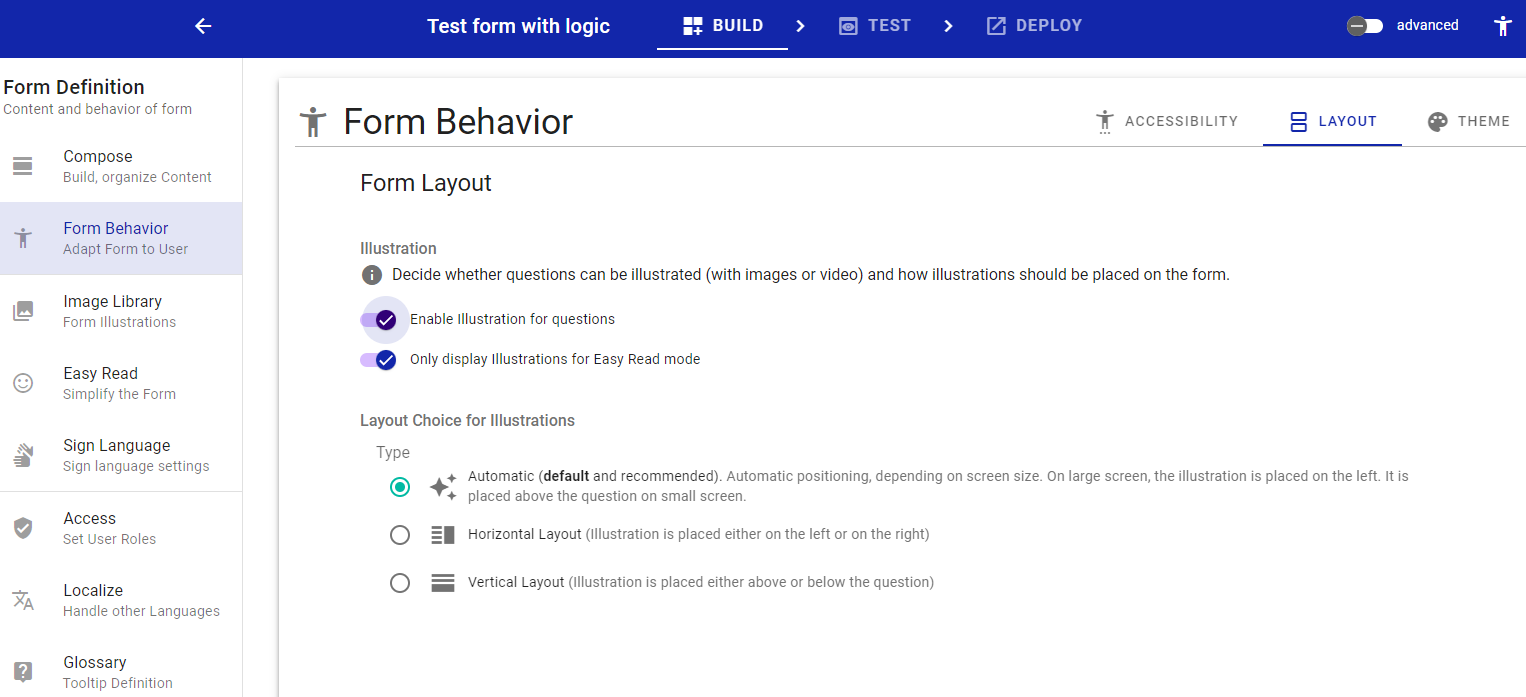 Test form with logic
BUILD
TEST
DEPLOY
advanced
Form Definition
Content and behavior of form
Compose
Build, organize Content
Form Behavior
Adapt Form to User
Image Library
Form Illustrations
Easy Read
Simplify the Form
Sign Language
Sign language settings
Access
Set User Roles
Localize
Handle other Languages
Glossary
Tooltip Definition
Form Behavior
ACCESSIBILITY
LAYOUT
THEME
Form Layout
Illustration
Decide whether questions can be illustrated (with images or video) and how illustrations should be placed on the form.
Enable Illustration for questions
Only display Illustrations for Easy Read mode
Layout Choice for Illustrations
Type
Automatic (default and recommended). Automatic positioning, depending on screen size. On large screen, the illustration is placed on the left. It is
placed above the question on small screen.
Horizontal Layout (Illustration is placed either on the left or on the right)
Vertical Layout (Illustration is placed either above or below the question)